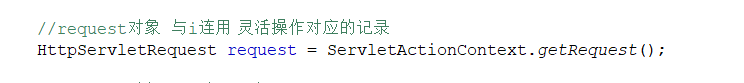 //request对象 与i连用 灵活操作对应的记录
HttpServletRequest request = ServletActionContext.getRequest();